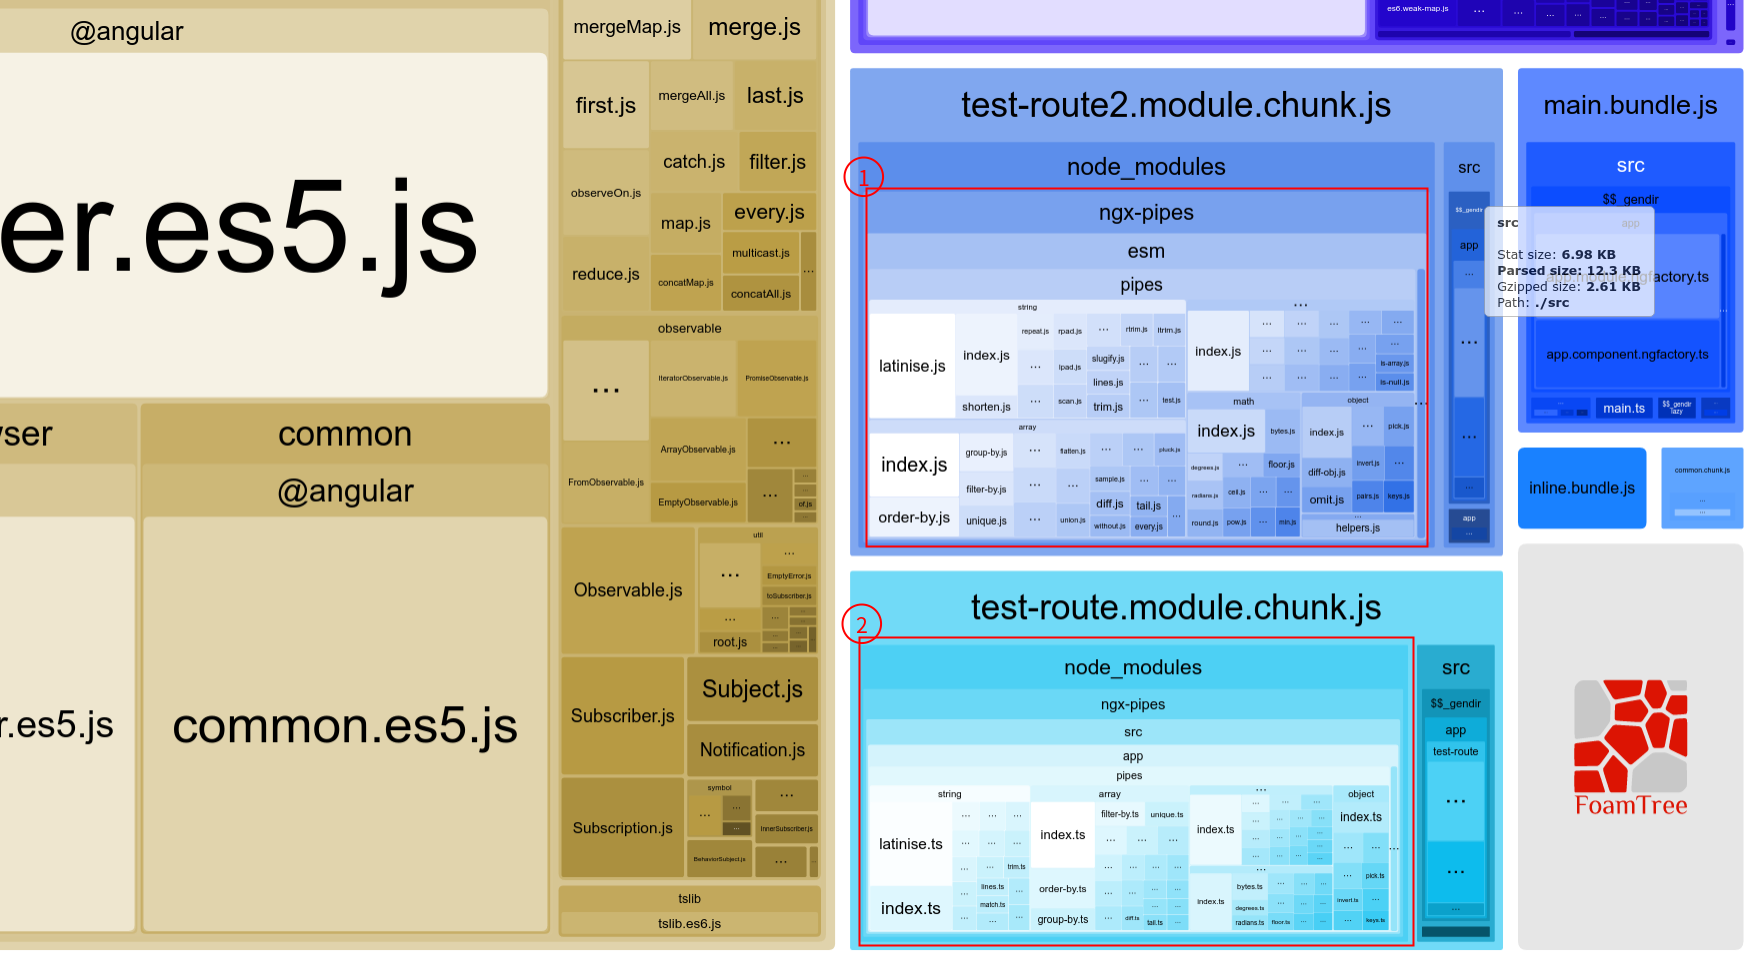 @angular
er.es5.js
ser
r.es5.js
common
@angular
common.es5.js
mergeMap.js
merge.js
first.js
mergeAll.js
last.js
catch.js
filter.js
observeOn.js
map.js
every.js
reduce.js
multicast.js
...
concatMap.js
concatAll.js
observable
...
IteratorObservable.js
PromiseObservable.js
ArrayObservable.js
...
FromObservable.js
EmptyObservable.js
...
of.js
Observable.js
util
...
...
EmptyError.js
toSubscriber.js
...
root.js
Subscriber.js
Subject.js
Notification.js
Subscription.js
symbol
...
...
...
InnerSubscriber.js
BehaviorSubject.js
...
tslib
tslib.es6.js
es6.weak-map.js
...
test-route2.module.chunk.js
1
node_modules
ngx-pipes
esm
pipes
string
latinise.js
index.js
repeat.js
rpad.js
...
rtrim.js
ltrim.js
...
lpad.js
slugify.js
lines.js
shorten.js
...
scan.js
trim.js
...
test.js
array
index.js
group-by.js
...
flatten.js
...
...
pluck.js
filter-by.js
...
...
sample.js
order-by.js
unique.js
...
union.js
diff.js
tail.js
without.js
every.js
...
index.js
is-array.js
is-null.js
math
index.js
bytes.js
degrees.js
...
floor.js
radians.js
ceil.js
round.js
pow.js
...
min.js
object
index.js
...
pick.js
diff-obj.js
invert.js
...
omit.js
pairs.js
keys.js
helpers.js
src
$$_gendir
app
...
...
...
...
app
...
src
Stat size: 6.98 KB
Parsed size: 12.3 KB
Gzipped size: 2.61 KB
Path: ./src
main.bundle.js
src
$$_gendir
app
app.module.ngfactory.ts
app.component.ngfactory.ts
main.ts
$$_gendir
lazy
inline.bundle.js
common.chunk.js
test-route.module.chunk.js
2
node_modules
ngx-pipes
src
app
pipes
string
latinise.ts
index.ts
trim.ts
lines.ts
match.ts
array
index.ts
filter-by.ts
unique.ts
order-by.ts
group-by.ts
diff.ts
tail.ts
...
index.ts
...
index.ts
bytes.ts
degrees.ts
radians.ts
floor.ts
object
index.ts
pick.ts
invert.ts
keys.ts
src
$$_gendir
app
test-route
...
...
...
FoamTree